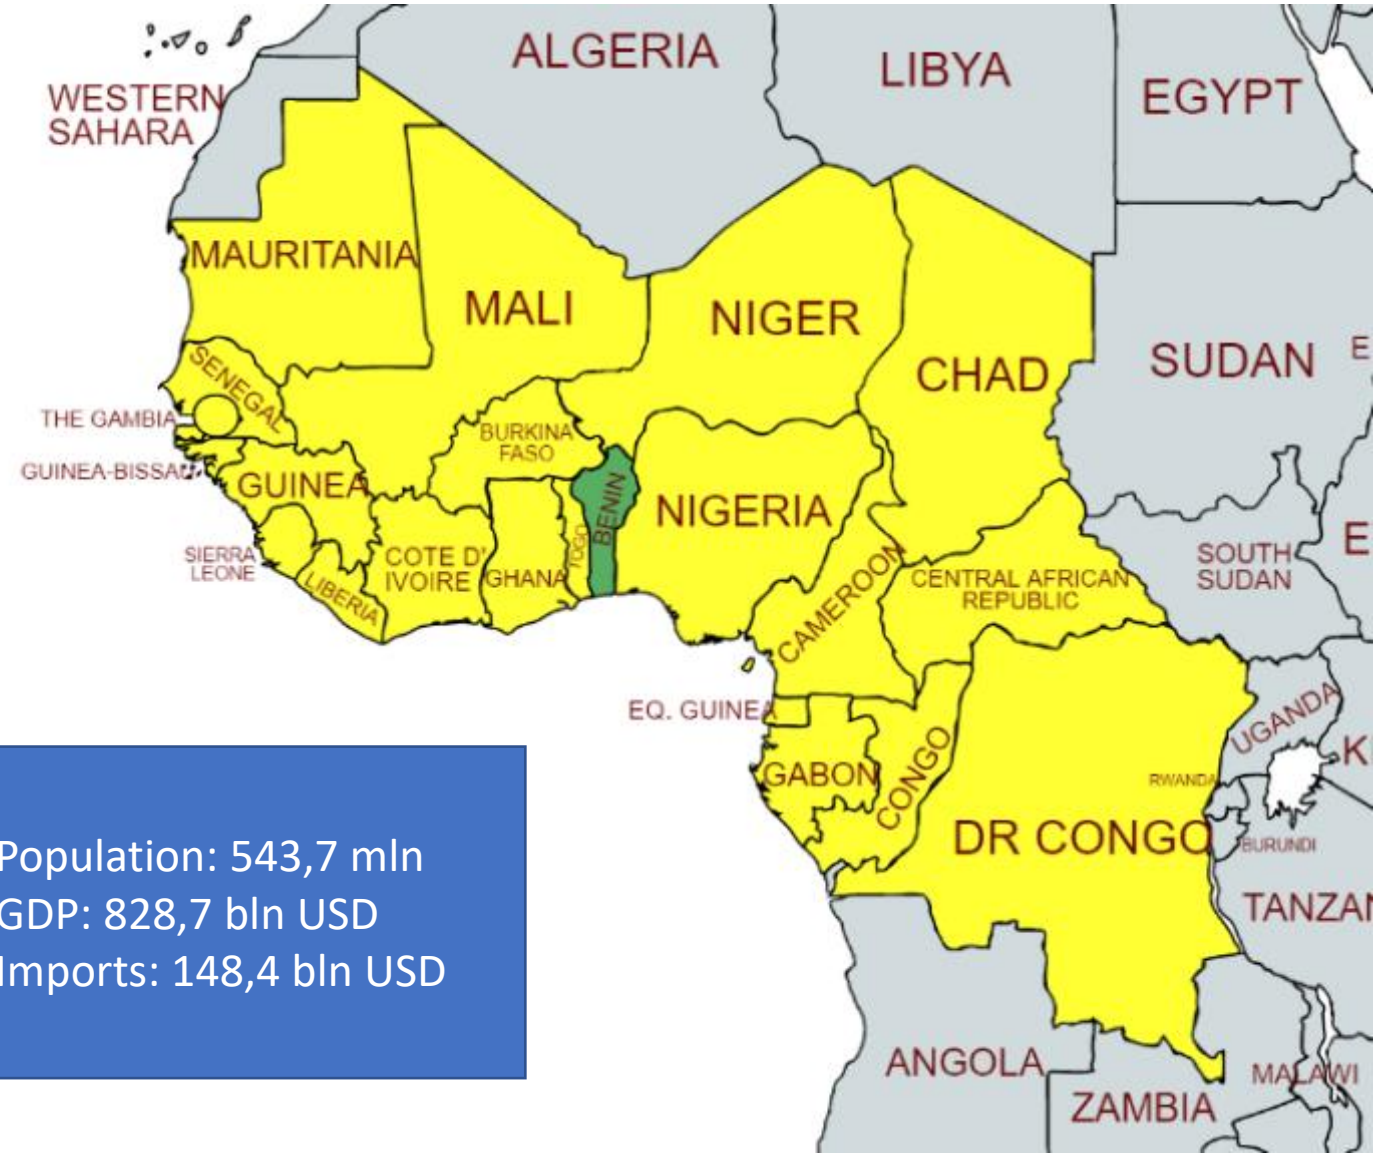 ALGERIA
LIBYA
EGYPT
WESTERN
SAHARA
MAURITANIA
MALI
NIGER
CHAD
SUDAN
E
SENEGAL
THE GAMBIA
BURKINA
FASO
GUINEA-BISSAU
GUINEA
BENIN
NIGERIA
SIERRA
LEONE
LIBERIA
COTE D'
IVOIRE
GHANA
TOGO
CAMEROON
CENTRAL AFRICAN
REPUBLIC
SOUTH
SUDAN
E
EQ. GUINEA
GABON
CONGO
UGANDA
K
RWANDA
DR CONGO
BURUNDI
TANZAN
Population: 543,7 mln
GDP: 828,7 bln USD
Imports: 148,4 bln USD
ANGOLA
ZAMBIA
MALAWI